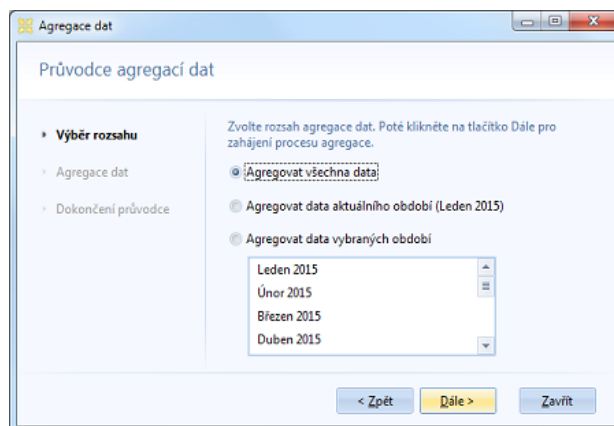 Agregace dat
Průvodce agregací dat
Výběr rozsahu
Agregace dat
Dokončení průvodce
Zvolte rozsah agregace dat. Poté klikněte na tlačítko Dále pro
zahájení procesu agregace.
Agregovat všechna data
Agregovat data aktuálního období (Leden 2015)
Agregovat data vybraných období
Leden 2015
Únor 2015
Březen 2015
Duben 2015
< Zpět
Dále >
Zavřít